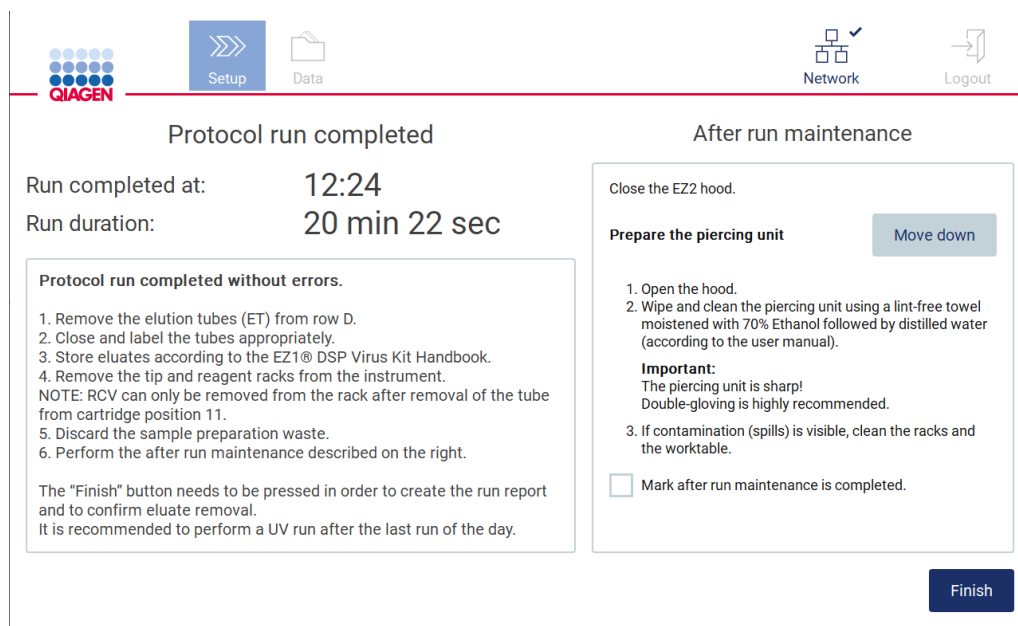 Setup
Data
Network
Logout
QIAGEN
Protocol run completed
Run completed at: 12:24
Run duration: 20 min 22 sec
Protocol run completed without errors.
1. Remove the elution tubes (ET) from row D.
2. Close and label the tubes appropriately.
3. Store eluates according to the EZ1® DSP Virus Kit Handbook.
4. Remove the tip and reagent racks from the instrument.
NOTE: RCV can only be removed from the rack after removal of the tube
from cartridge position 11.
5. Discard the sample preparation waste.
6. Perform the after run maintenance described on the right.
The “Finish” button needs to be pressed in order to create the run report
and to confirm eluate removal.
It is recommended to perform a UV run after the last run of the day.
After run maintenance
Close the EZ2 hood.
Prepare the piercing unit
Move down
1. Open the hood.
2. Wipe and clean the piercing unit using a lint-free towel
moistened with 70% Ethanol followed by distilled water
(according to the user manual).
Important:
The piercing unit is sharp!
Double-gloving is highly recommended.
3. If contamination (spills) is visible, clean the racks and
the worktable.
Mark after run maintenance is completed.
Finish